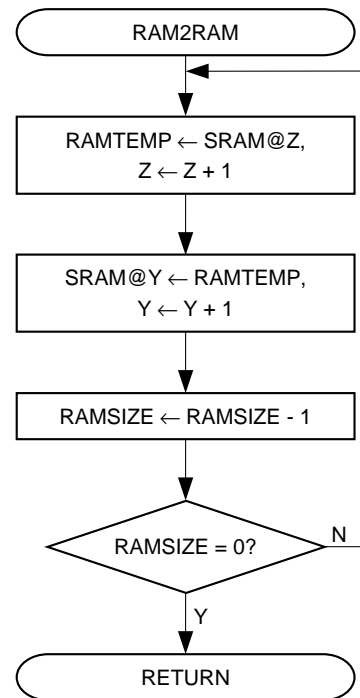 RAM2RAM
RAMTEMP ← SRAM@Z,
Z ← Z + 1
SRAM@Y ← RAMTEMP,
Y ← Y + 1
RAMSIZE ← RAMSIZE - 1
RAMSIZE = 0?
N
Y
RETURN